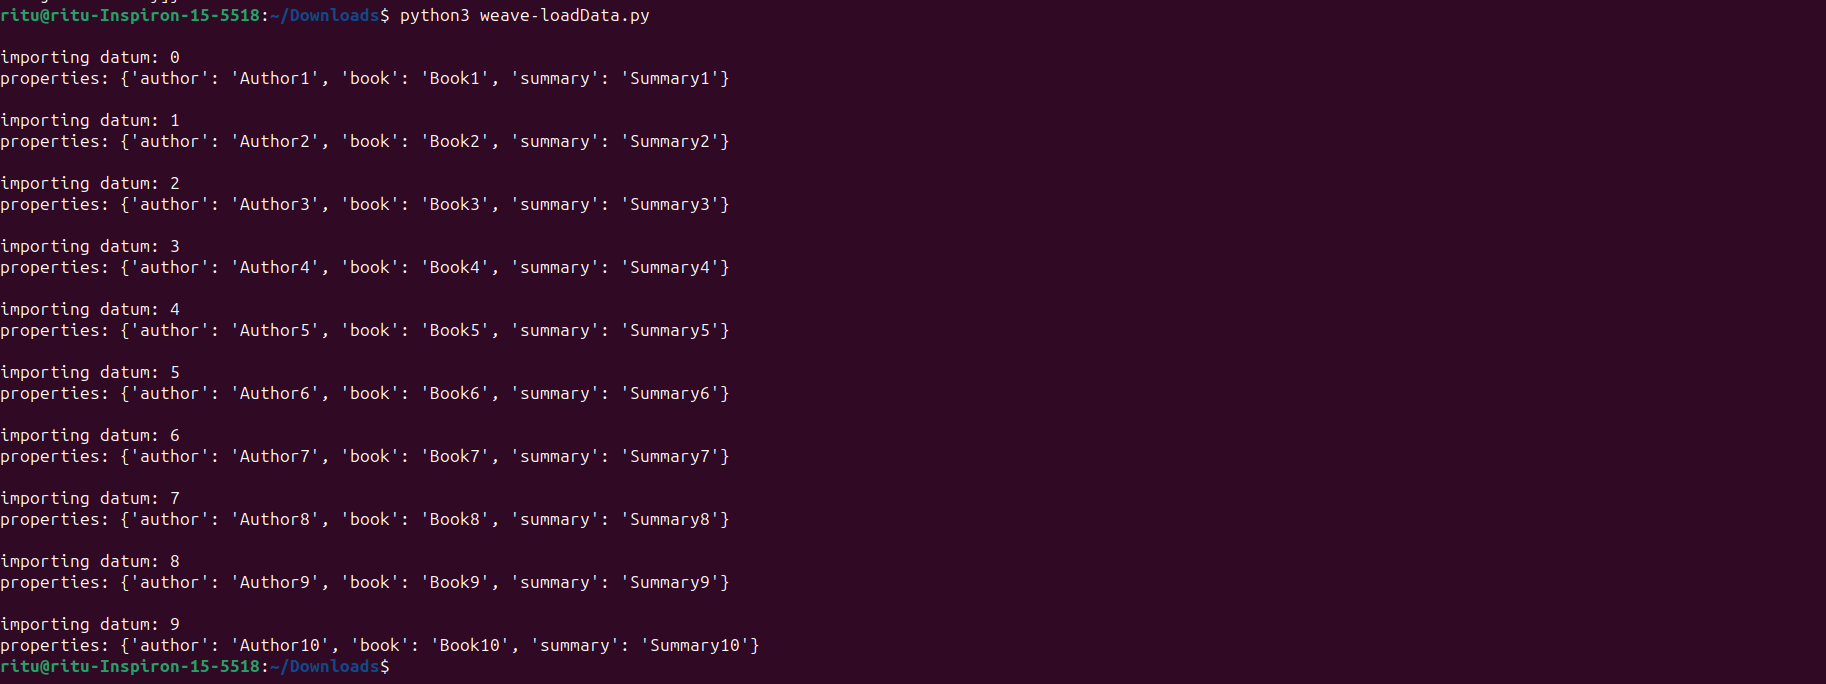 ritu@ritu-Inspiron-15-5518:~/Downloads$ python3 weave-loadData.py
importing datum: 0
properties: {'author': 'Author1', 'book': 'Book1', 'summary': 'Summary1'}
importing datum: 1
properties: {'author': 'Author2', 'book': 'Book2', 'summary': 'Summary2'}
importing datum: 2
properties: {'author': 'Author3', 'book': 'Book3', 'summary': 'Summary3'}
importing datum: 3
properties: {'author': 'Author4', 'book': 'Book4', 'summary': 'Summary4'}
importing datum: 4
properties: {'author': 'Author5', 'book': 'Book5', 'summary': 'Summary5'}
importing datum: 5
properties: {'author': 'Author6', 'book': 'Book6', 'summary': 'Summary6'}
importing datum: 6
properties: {'author': 'Author7', 'book': 'Book7', 'summary': 'Summary7'}
importing datum: 7
properties: {'author': 'Author8', 'book': 'Book8', 'summary': 'Summary8'}
importing datum: 8
properties: {'author': 'Author9', 'book': 'Book9', 'summary': 'Summary9'}
importing datum: 9
properties: {'author': 'Author10', 'book': 'Book10', 'summary': 'Summary10'}
ritu@ritu-Inspiron-15-5518:~/Downloads$